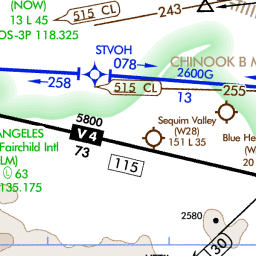 (NOW)
13 L 45
OS-3P 118.325
515 CL
243
STVOH
078
CHINOOK B M
2600G
258
515 CL
255
13
5800
V 4
73
115
Sequim Valley
(W28)
151 L 35
Blue He
(W
20
ANGELES
Fairchild Intl
LM)
L 63
135.175
2580
130